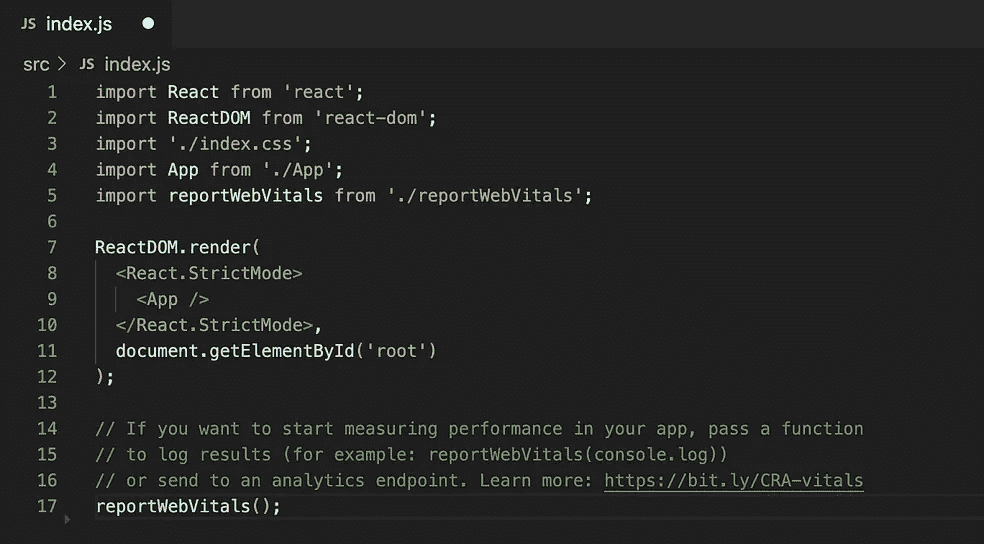 JS index.js
src > JS index.js
1 import React from 'react';
2 import ReactDOM from 'react-dom';
3 import './index.css';
4 import App from './App';
5 import reportWebVitals from './reportWebVitals';
6
7 ReactDOM.render(
8   <React.StrictMode>
9     <App />
10   </React.StrictMode>,
11   document.getElementById('root')
12 );
13
14 // If you want to start measuring performance in your app, pass a function
15 // to log results (for example: reportWebVitals(console.log))
16 // or send to an analytics endpoint. Learn more: https://bit.ly/CRA-vitals
17 reportWebVitals();